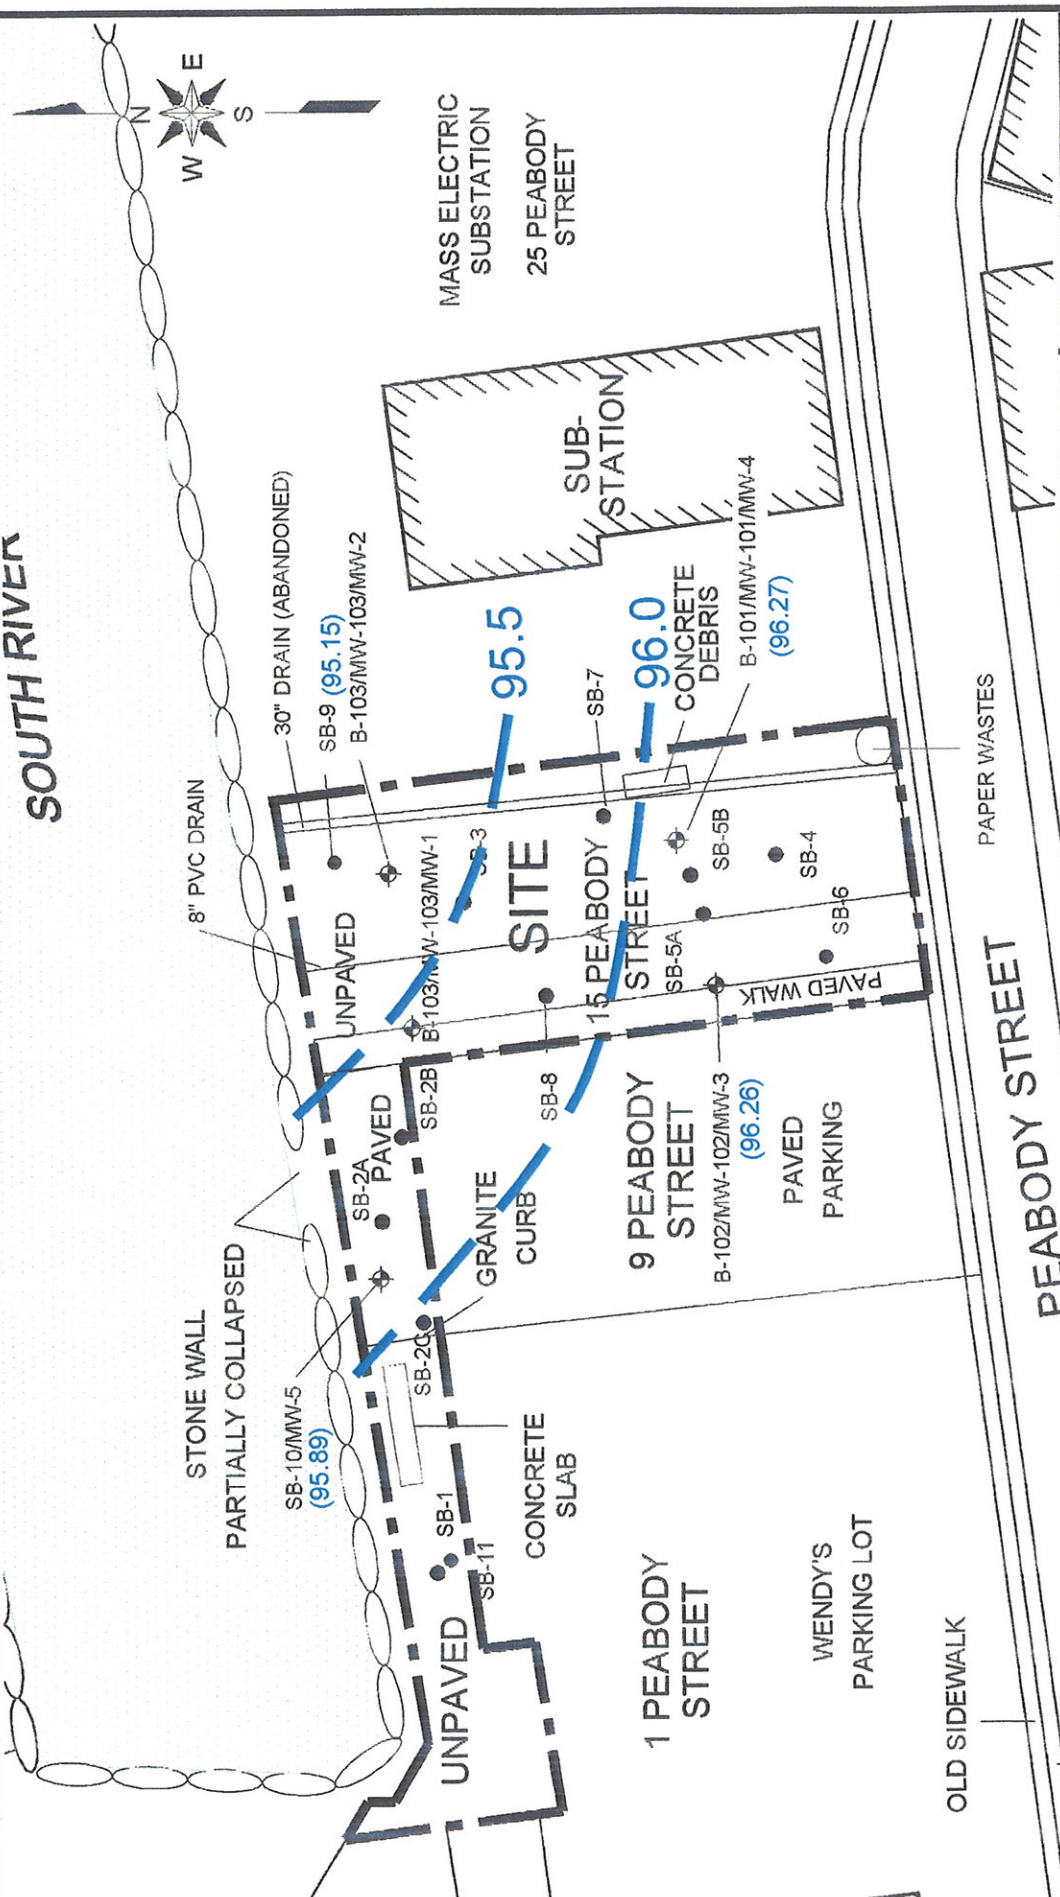 SOUTH RIVER
E
N
S
W
MASS ELECTRIC
SUBSTATION
25 PEABODY
STREET
SUB-
STATION
30" DRAIN (ABANDONED)
SB-9 (95.15)
B-103/MW-103/MW-2
8" PVC DRAIN
95.5
96.0
SB-7
CONCRETE
DEBRIS
B-101/MW-101/MW-4
(96.27)
PAPER WASTES
UNPAVED
B-103/MW-103/MW-1
SB-3
SITE
15 PEABODY
STREET
SB-5A
SB-5B
SB-4
SB-6
PAVED WALK
STONE WALL
PARTIALLY COLLAPSED
SB-10/MW-5
(95.89)
SB-2A
PAVED
SB-2B
SB-8
GRANITE
CURB
9 PEABODY
STREET
B-102/MW-102/MW-3
(96.26)
PAVED
PARKING
PEABODY STREET
SB-2C
CONCRETE
SLAB
SB-1
SB-11
UNPAVED
1 PEABODY
STREET
WENDY'S
PARKING LOT
OLD SIDEWALK